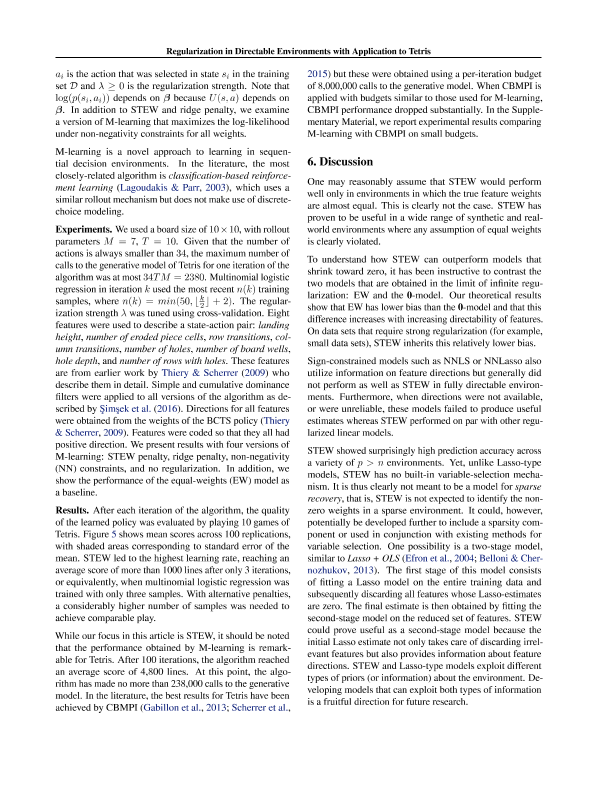 Regularization in Directable Environments with Application to Tetris
a_i is the action that was selected in state s_i in the training
set D and λ ≥ 0 is the regularization strength. Note that
log(p(s_i, a_i)) depends on β because U(s, a) depends on
β. In addition to STEW and ridge penalty, we examine
a version of M-learning that maximizes the log-likelihood
under non-negativity constraints for all weights.
M-learning is a novel approach to learning in sequen-
tial decision environments. In the literature, the most
closely-related algorithm is classification-based reinforce-
ment learning (Lagoudakis & Parr, 2003), which uses a
similar rollout mechanism but does not make use of discrete-
choice modeling.
Experiments. We used a board size of 10 × 10, with rollout
parameters M = 7, T = 10. Given that the number of
actions is always smaller than 34, the maximum number of
calls to the generative model of Tetris for one iteration of the
algorithm was at most 34TM = 2380. Multinomial logistic
regression in iteration k used the most recent n(k) training
samples, where n(k) = min(50, ⌊k/2⌋ + 2). The regular-
ization strength λ was tuned using cross-validation. Eight
features were used to describe a state-action pair: landing
height, number of eroded piece cells, row transitions, col-
umn transitions, number of holes, number of board wells,
hole depth, and number of rows with holes. These features
are from earlier work by Thiery & Scherrer (2009) who
describe them in detail. Simple and cumulative dominance
filters were applied to all versions of the algorithm as de-
scribed by Şimşek et al. (2016). Directions for all features
were obtained from the weights of the BCTS policy (Thiery
& Scherrer, 2009). Features were coded so that they all had
positive direction. We present results with four versions of
M-learning: STEW penalty, ridge penalty, non-negativity
(NN) constraints, and no regularization. In addition, we
show the performance of the equal-weights (EW) model as
a baseline.
Results. After each iteration of the algorithm, the quality
of the learned policy was evaluated by playing 10 games of
Tetris. Figure 5 shows mean scores across 100 replications,
with shaded areas corresponding to standard error of the
mean. STEW led to the highest learning rate, reaching an
average score of more than 1000 lines after only 3 iterations,
or equivalently, when multinomial logistic regression was
trained with only three samples. With alternative penalties,
a considerably higher number of samples was needed to
achieve comparable play.
While our focus in this article is STEW, it should be noted
that the performance obtained by M-learning is remark-
able for Tetris. After 100 iterations, the algorithm reached
an average score of 4,800 lines. At this point, the algo-
rithm has made no more than 238,000 calls to the generative
model. In the literature, the best results for Tetris have been
achieved by CBMPI (Gabillon et al., 2013; Scherrer et al.,
2015) but these were obtained using a per-iteration budget
of 8,000,000 calls to the generative model. When CBMPI is
applied with budgets similar to those used for M-learning,
CBMPI performance dropped substantially. In the Supple-
mentary Material, we report experimental results comparing
M-learning with CBMPI on small budgets.
6. Discussion
One may reasonably assume that STEW would perform
well only in environments in which the true feature weights
are almost equal. This is clearly not the case. STEW has
proven to be useful in a wide range of synthetic and real-
world environments where any assumption of equal weights
is clearly violated.
To understand how STEW can outperform models that
shrink toward zero, it has been instructive to contrast the
two models that are obtained in the limit of infinite regu-
larization: EW and the 0-model. Our theoretical results
show that EW has lower bias than the 0-model and that this
difference increases with increasing directability of features.
On data sets that require strong regularization (for example,
small data sets), STEW inherits this relatively lower bias.
Sign-constrained models such as NNLS or NNLasso also
utilize information on feature directions but generally did
not perform as well as STEW in fully directable environ-
ments. Furthermore, when directions were not available,
or were unreliable, these models failed to produce useful
estimates whereas STEW performed on par with other regu-
larized linear models.
STEW showed surprisingly high prediction accuracy across
a variety of p > n environments. Yet, unlike Lasso-type
models, STEW has no built-in variable-selection mecha-
nism. It is thus clearly not meant to be a model for sparse
recovery, that is, STEW is not expected to identify the non-
zero weights in a sparse environment. It could, however,
potentially be developed further to include a sparsity com-
ponent or used in conjunction with existing methods for
variable selection. One possibility is a two-stage model,
similar to Lasso + OLS (Efron et al., 2004; Belloni & Cher-
nozhukov, 2013). The first stage of this model consists
of fitting a Lasso model on the entire training data and
subsequently discarding all features whose Lasso-estimates
are zero. The final estimate is then obtained by fitting the
second-stage model on the reduced set of features. STEW
could prove useful as a second-stage model because the
initial Lasso estimate not only takes care of discarding irrel-
evant features but also provides information about feature
directions. STEW and Lasso-type models exploit different
types of priors (or information) about the environment. De-
veloping models that can exploit both types of information
is a fruitful direction for future research.